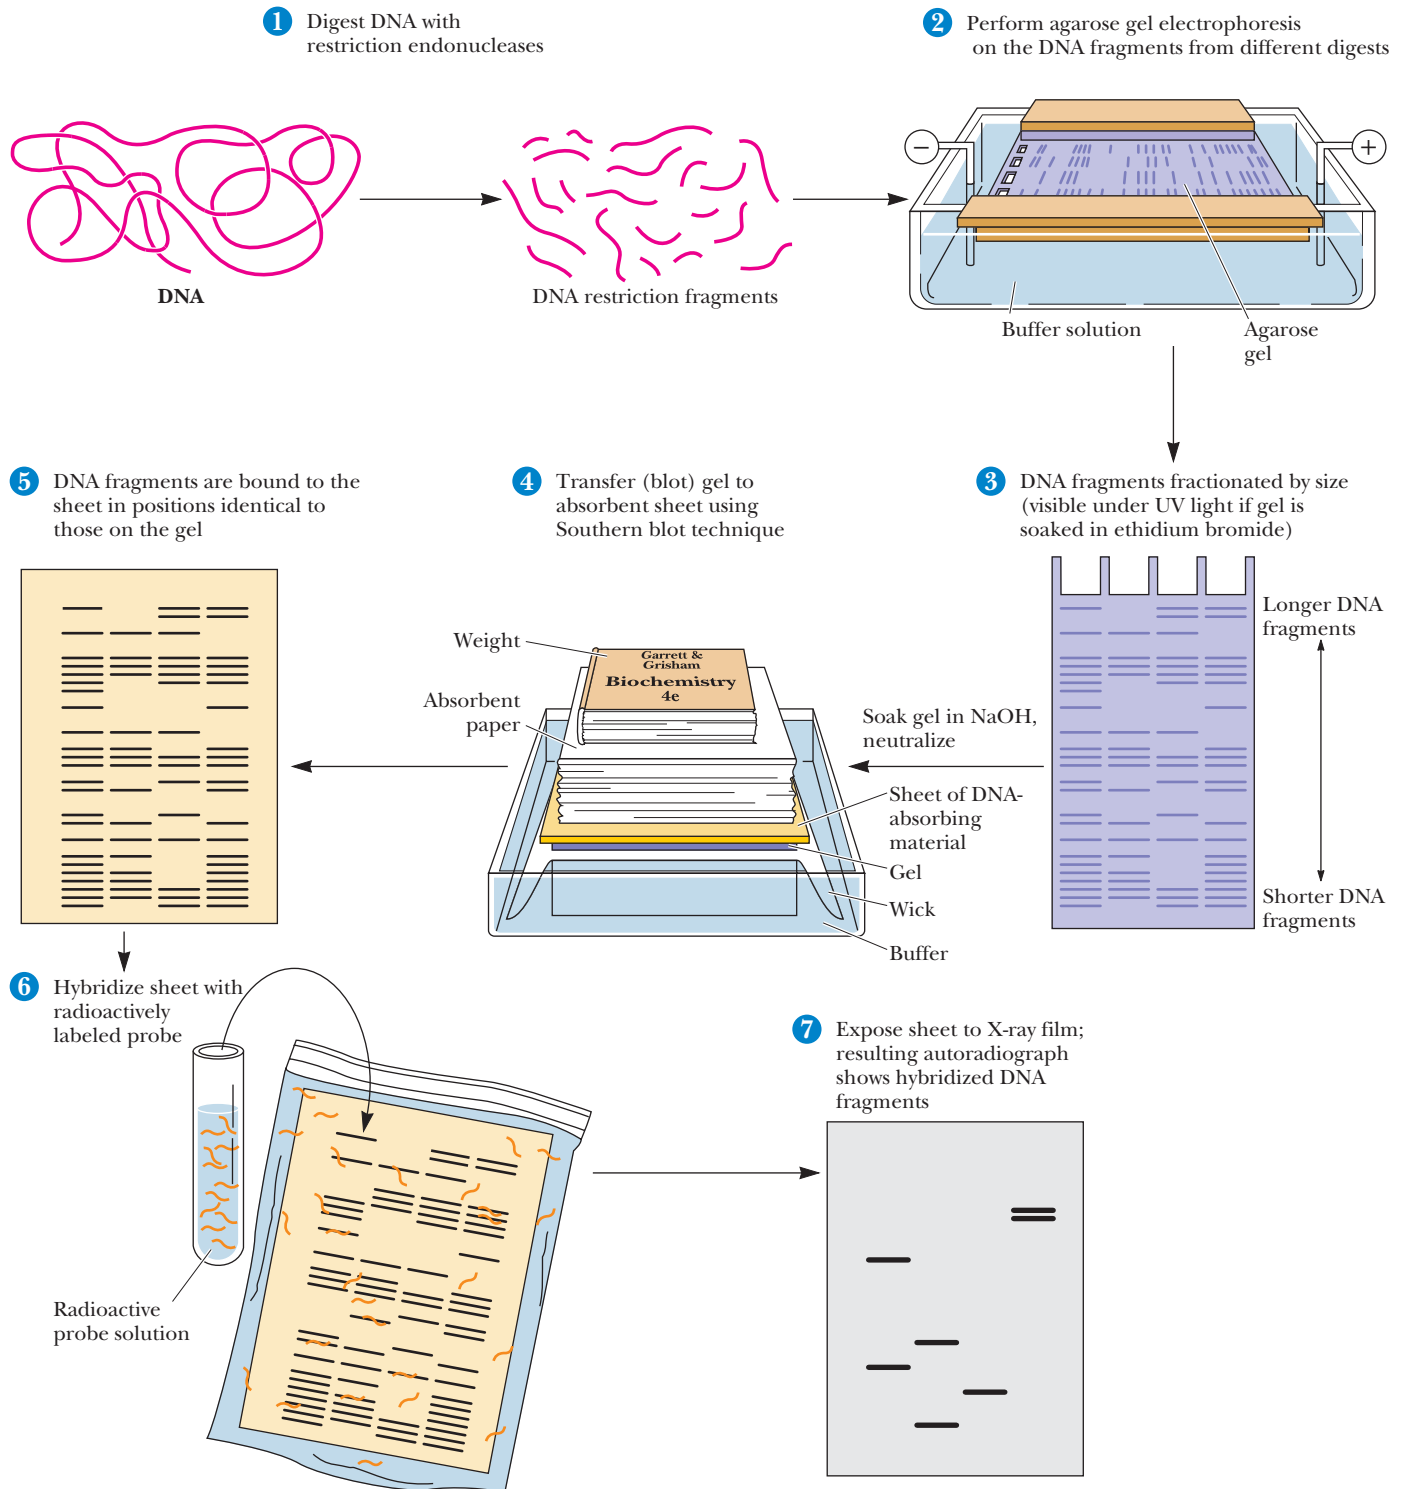 1 Digest DNA with
restriction endonucleases
2 Perform agarose gel electrophoresis
on the DNA fragments from different digests
−
+
DNA
DNA restriction fragments
Buffer solution
Agarose
gel
5 DNA fragments are bound to the
sheet in positions identical to
those on the gel
4 Transfer (blot) gel to
absorbent sheet using
Southern blot technique
3 DNA fragments fractionated by size
(visible under UV light if gel is
soaked in ethidium bromide)
Longer DNA
fragments
Shorter DNA
fragments
Weight
Garrett &
Grisham
Biochemistry
4e
Absorbent
paper
Soak gel in NaOH,
neutralize
Sheet of DNA-
absorbing
material
Gel
Wick
Buffer
6 Hybridize sheet with
radioactively
labeled probe
Radioactive
probe solution
7 Expose sheet to X-ray film;
resulting autoradiograph
shows hybridized DNA
fragments